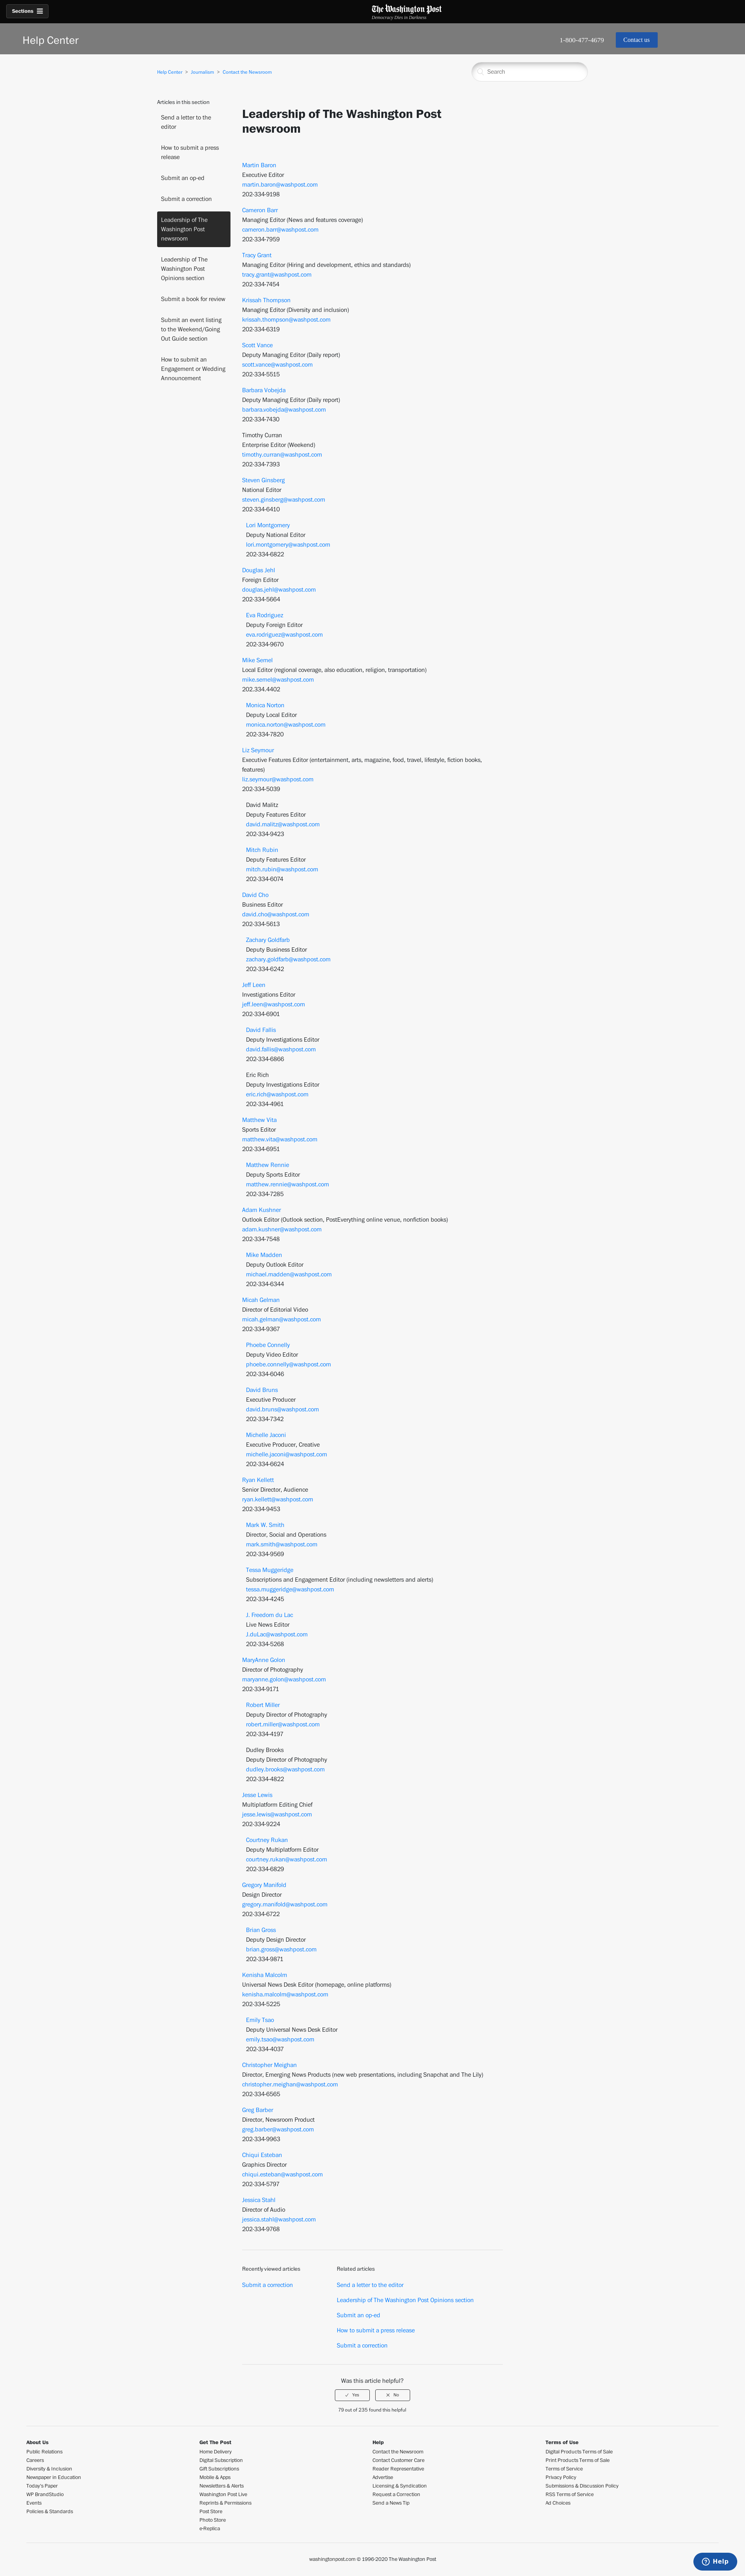 Sections
The Washington Post
Democracy Dies in Darkness
Help Center
1-800-477-4679
Contact us
Help Center > Journalism > Contact the Newsroom
Search
Articles in this section
Send a letter to the
editor
How to submit a press
release
Submit an op-ed
Submit a correction
Leadership of The
Washington Post
newsroom
Leadership of The
Washington Post
Opinions section
Submit a book for review
Submit an event listing
to the Weekend/Going
Out Guide section
How to submit an
Engagement or Wedding
Announcement
Leadership of The Washington Post
newsroom
Martin Baron
Executive Editor
martin.baron@washpost.com
202-334-9198
Cameron Barr
Managing Editor (News and features coverage)
cameron.barr@washpost.com
202-334-7959
Tracy Grant
Managing Editor (Hiring and development, ethics and standards)
tracy.grant@washpost.com
202-334-7454
Krissah Thompson
Managing Editor (Diversity and inclusion)
krissah.thompson@washpost.com
202-334-6319
Scott Vance
Deputy Managing Editor (Daily report)
scott.vance@washpost.com
202-334-5515
Barbara Vobejda
Deputy Managing Editor (Daily report)
barbara.vobejda@washpost.com
202-334-7430
Timothy Curran
Enterprise Editor (Weekend)
timothy.curran@washpost.com
202-334-7393
Steven Ginsberg
National Editor
steven.ginsberg@washpost.com
202-334-6410
Lori Montgomery
Deputy National Editor
lori.montgomery@washpost.com
202-334-6822
Douglas Jehl
Foreign Editor
douglas.jehl@washpost.com
202-334-5664
Eva Rodriguez
Deputy Foreign Editor
eva.rodriguez@washpost.com
202-334-9670
Mike Semel
Local Editor (regional coverage, also education, religion, transportation)
mike.semel@washpost.com
202.334.4402
Monica Norton
Deputy Local Editor
monica.norton@washpost.com
202-334-7820
Liz Seymour
Executive Features Editor (entertainment, arts, magazine, food, travel, lifestyle, fiction books,
features)
liz.seymour@washpost.com
202-334-5039
David Malitz
Deputy Features Editor
david.malitz@washpost.com
202-334-9423
Mitch Rubin
Deputy Features Editor
mitch.rubin@washpost.com
202-334-6074
David Cho
Business Editor
david.cho@washpost.com
202-334-5613
Zachary Goldfarb
Deputy Business Editor
zachary.goldfarb@washpost.com
202-334-6242
Jeff Leen
Investigations Editor
jeff.leen@washpost.com
202-334-6901
David Fallis
Deputy Investigations Editor
david.fallis@washpost.com
202-334-6866
Eric Rich
Deputy Investigations Editor
eric.rich@washpost.com
202-334-4961
Matthew Vita
Sports Editor
matthew.vita@washpost.com
202-334-6951
Matthew Rennie
Deputy Sports Editor
matthew.rennie@washpost.com
202-334-7285
Adam Kushner
Outlook Editor (Outlook section, PostEverything online venue, nonfiction books)
adam.kushner@washpost.com
202-334-7548
Mike Madden
Deputy Outlook Editor
michael.madden@washpost.com
202-334-6344
Micah Gelman
Director of Editorial Video
micah.gelman@washpost.com
202-334-9367
Phoebe Connelly
Deputy Video Editor
phoebe.connelly@washpost.com
202-334-6046
David Bruns
Executive Producer
david.bruns@washpost.com
202-334-7342
Michelle Jaconi
Executive Producer, Creative
michelle.jaconi@washpost.com
202-334-6624
Ryan Kellett
Senior Director, Audience
ryan.kellett@washpost.com
202-334-9453
Mark W. Smith
Director, Social and Operations
mark.smith@washpost.com
202-334-9569
Tessa Muggeridge
Subscriptions and Engagement Editor (including newsletters and alerts)
tessa.muggeridge@washpost.com
202-334-4245
J. Freedom du Lac
Live News Editor
J.duLac@washpost.com
202-334-5268
MaryAnne Golon
Director of Photography
maryanne.golon@washpost.com
202-334-9171
Robert Miller
Deputy Director of Photography
robert.miller@washpost.com
202-334-4197
Dudley Brooks
Deputy Director of Photography
dudley.brooks@washpost.com
202-334-4822
Jesse Lewis
Multiplatform Editing Chief
jesse.lewis@washpost.com
202-334-9224
Courtney Rukan
Deputy Multiplatform Editor
courtney.rukan@washpost.com
202-334-6829
Gregory Manifold
Design Director
gregory.manifold@washpost.com
202-334-6722
Brian Gross
Deputy Design Director
brian.gross@washpost.com
202-334-9871
Kenisha Malcolm
Universal News Desk Editor (homepage, online platforms)
kenisha.malcolm@washpost.com
202-334-5225
Emily Tsao
Deputy Universal News Desk Editor
emily.tsao@washpost.com
202-334-4037
Christopher Meighan
Director, Emerging News Products (new web presentations, including Snapchat and The Lily)
christopher.meighan@washpost.com
202-334-6565
Greg Barber
Director, Newsroom Product
greg.barber@washpost.com
202-334-9963
Chiqui Esteban
Graphics Director
chiqui.esteban@washpost.com
202-334-5797
Jessica Stahl
Director of Audio
jessica.stahl@washpost.com
202-334-9768
Recently viewed articles
Submit a correction
Related articles
Send a letter to the editor
Leadership of The Washington Post Opinions section
Submit an op-ed
How to submit a press release
Submit a correction
Was this article helpful?
Yes
No
79 out of 235 found this helpful
About Us
Public Relations
Careers
Diversity & Inclusion
Newspaper in Education
Today's Paper
WP BrandStudio
Events
Policies & Standards
Get The Post
Home Delivery
Digital Subscription
Gift Subscriptions
Mobile & Apps
Newsletters & Alerts
Washington Post Live
Reprints & Permissions
Post Store
Photo Store
e-Replica
Help
Contact the Newsroom
Contact Customer Care
Reader Representative
Advertise
Licensing & Syndication
Request a Correction
Send a News Tip
Terms of Use
Digital Products Terms of Sale
Print Products Terms of Sale
Terms of Service
Privacy Policy
Submissions & Discussion Policy
RSS Terms of Service
Ad Choices
washingtonpost.com © 1996-2020 The Washington Post
Help